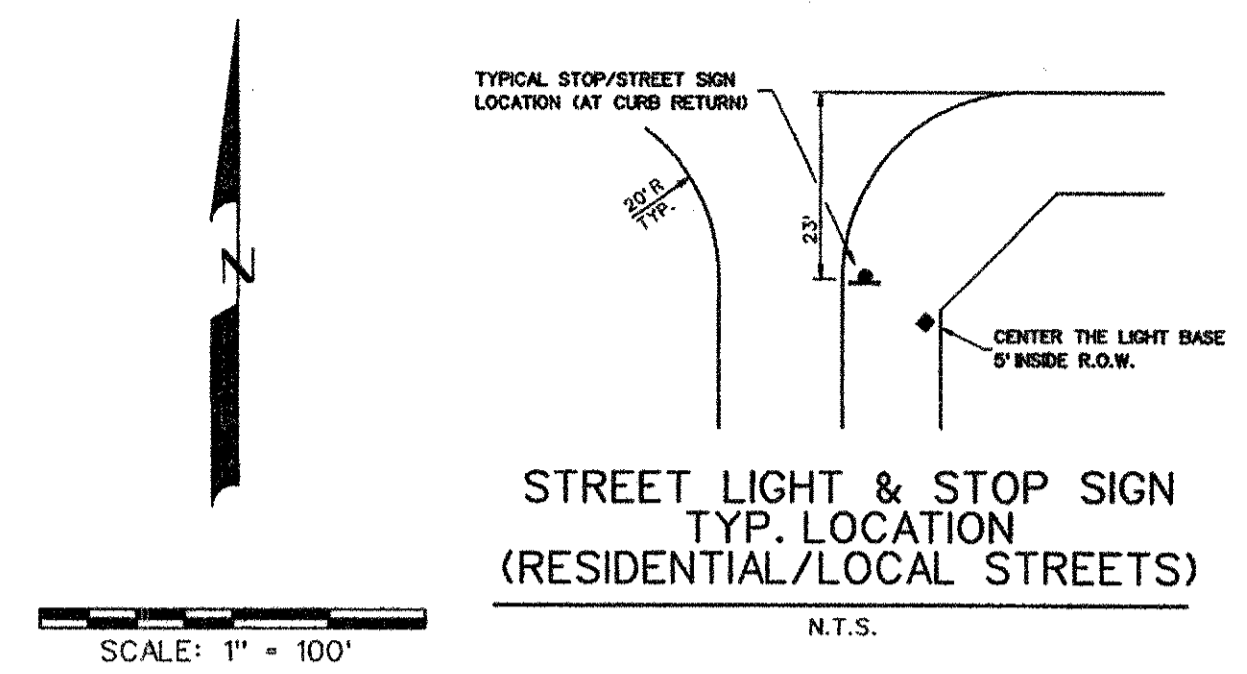 TYPICAL STOP/STREET SIGN
LOCATION (AT CURB RETURN)
20' R
TYP.
23'
N
CENTER THE LIGHT BASE
5' INSIDE R.O.W.
STREET LIGHT & STOP SIGN
TYP. LOCATION
(RESIDENTIAL/LOCAL STREETS)
N.T.S.
SCALE: 1" = 100'